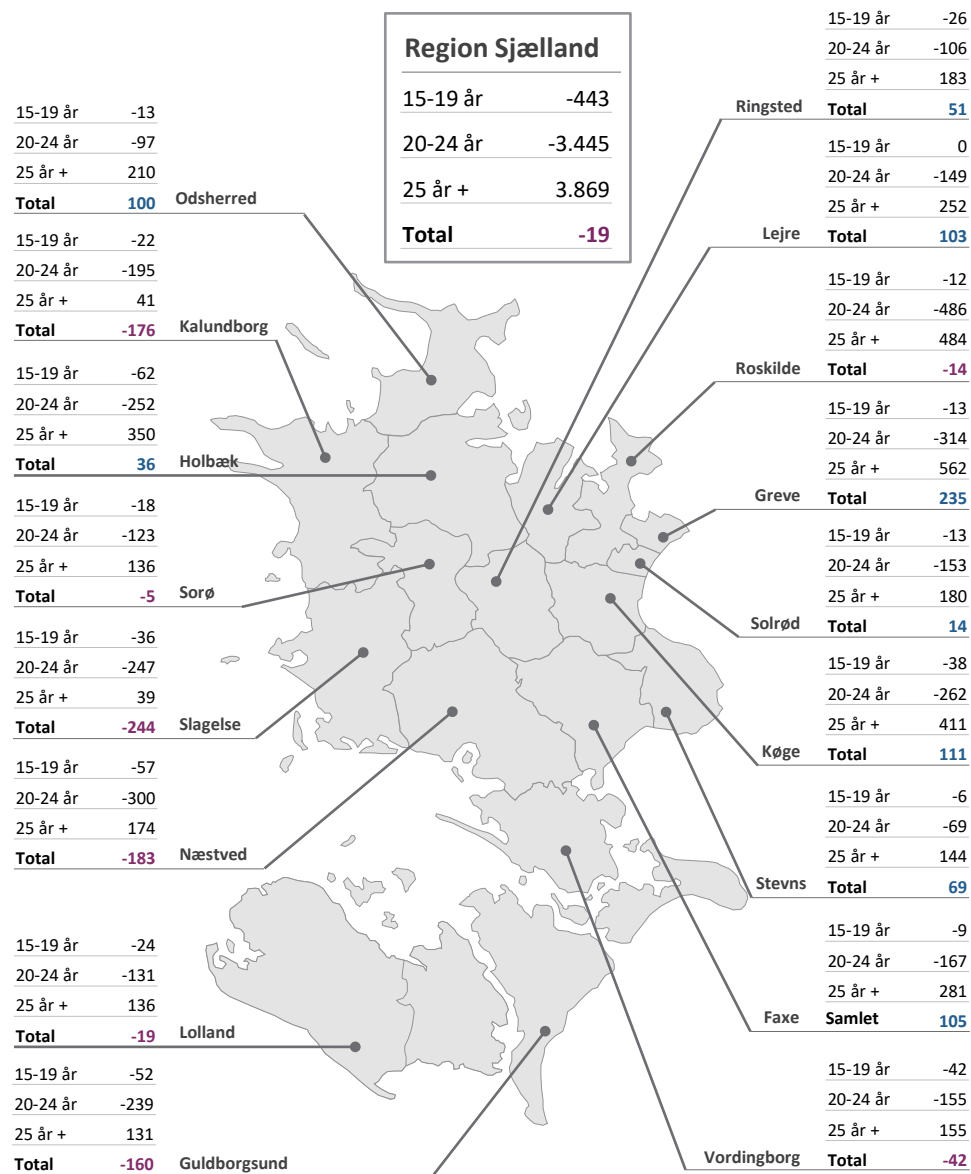 Region Sjælland
15-19 år -443
20-24 år -3.445
25 år + 3.869
Total -19
15-19 år -13
20-24 år -97
25 år + 210
Total 100 Odsherred
15-19 år -22
20-24 år -195
25 år + 41
Total -176 Kalundborg
15-19 år -62
20-24 år -252
25 år + 350
Total 36 Holbæk
15-19 år -18
20-24 år -123
25 år + 136
Total -5 Sorø
15-19 år -36
20-24 år -247
25 år + 39
Total -244 Slagelse
15-19 år -57
20-24 år -300
25 år + 174
Total -183 Næstved
15-19 år -24
20-24 år -131
25 år + 136
Total -19 Lolland
15-19 år -52
20-24 år -239
25 år + 131
Total -160 Guldborgsund
15-19 år -26
20-24 år -106
25 år + 183
Ringsted Total 51
15-19 år 0
20-24 år -149
25 år + 252
Lejre Total 103
15-19 år -12
20-24 år -486
25 år + 484
Roskilde Total -14
15-19 år -13
20-24 år -314
25 år + 562
Greve Total 235
15-19 år -13
20-24 år -153
25 år + 180
Solrød Total 14
15-19 år -38
20-24 år -262
25 år + 411
Køge Total 111
15-19 år -6
20-24 år -69
25 år + 144
Stevns Total 69
15-19 år -9
20-24 år -167
25 år + 281
Faxe Samlet 105
15-19 år -42
20-24 år -155
25 år + 155
Vordingborg Total -42